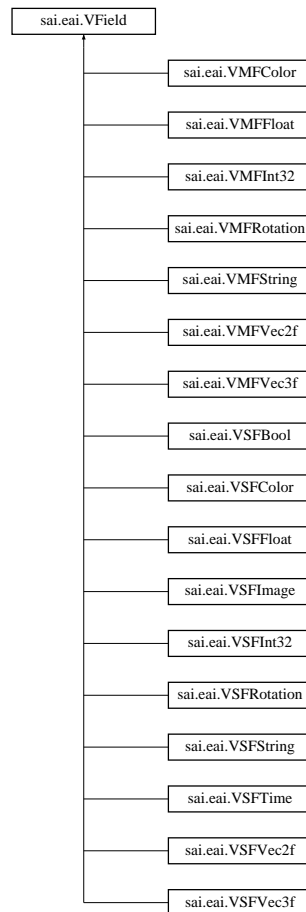 sai.eai.VField
sai.eai.VMFColor
sai.eai.VMFFloat
sai.eai.VMFInt32
sai.eai.VMFRotation
sai.eai.VMFString
sai.eai.VMFVec2f
sai.eai.VMFVec3f
sai.eai.VSFBool
sai.eai.VSFColor
sai.eai.VSFFloat
sai.eai.VSFImage
sai.eai.VSFInt32
sai.eai.VSFRotation
sai.eai.VSFString
sai.eai.VSFTime
sai.eai.VSFVec2f
sai.eai.VSFVec3f